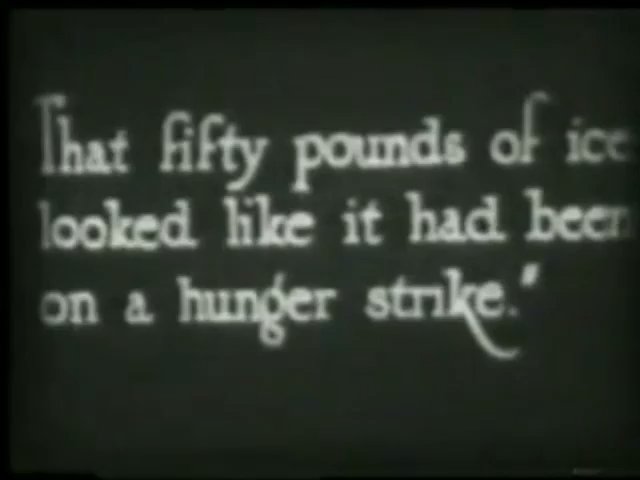 That fifty pounds of ice
looked like it had been
on a hunger strike."